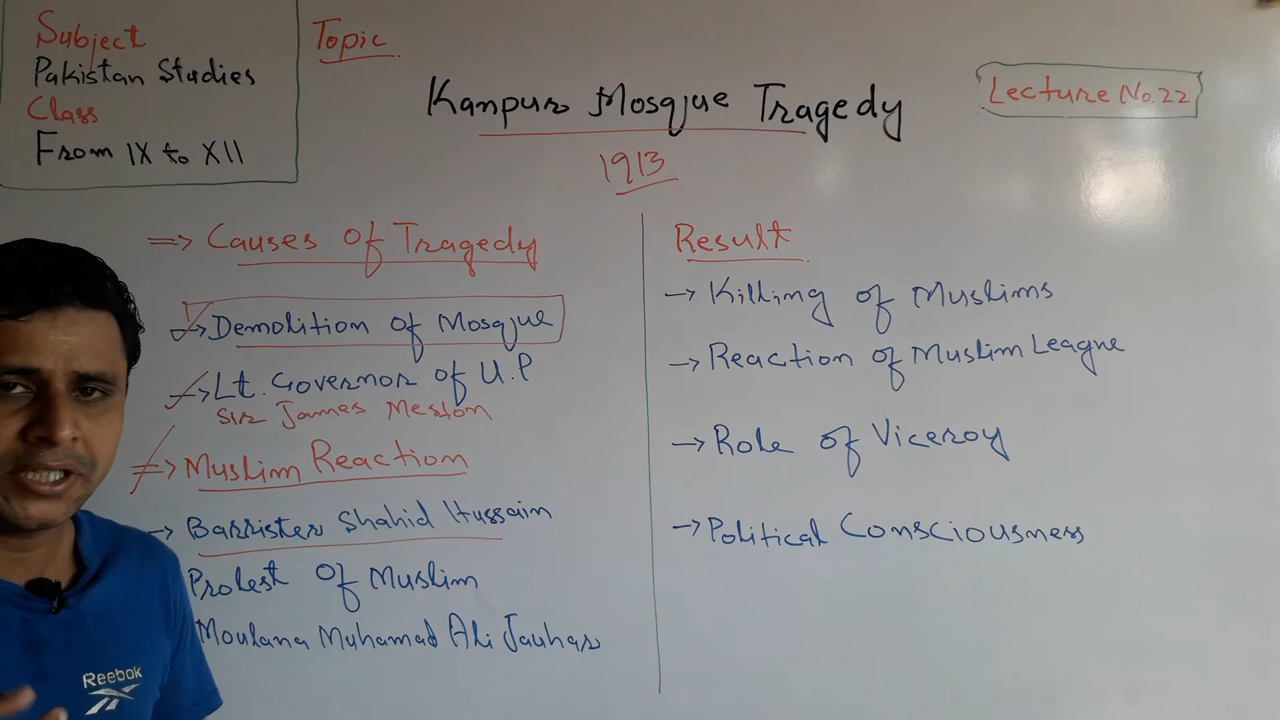 Subject
Pakistan Studies
Class
From IX to XII
Topic
Kanpur Mosque Tragedy
1913
Lecture No.22
=> Causes of Tragedy
→ Demolition of Mosque
→ Lt. Governor of U.P
Sir James Meston
=> Muslim Reaction
→ Barrister Shahid Hussain
Protest of Muslim
Moulana Muhamad Ali Jauhar
Result
→ Killing of Muslims
→ Reaction of Muslim League
→ Role of Viceroy
→ Political Consciousness
Reebok